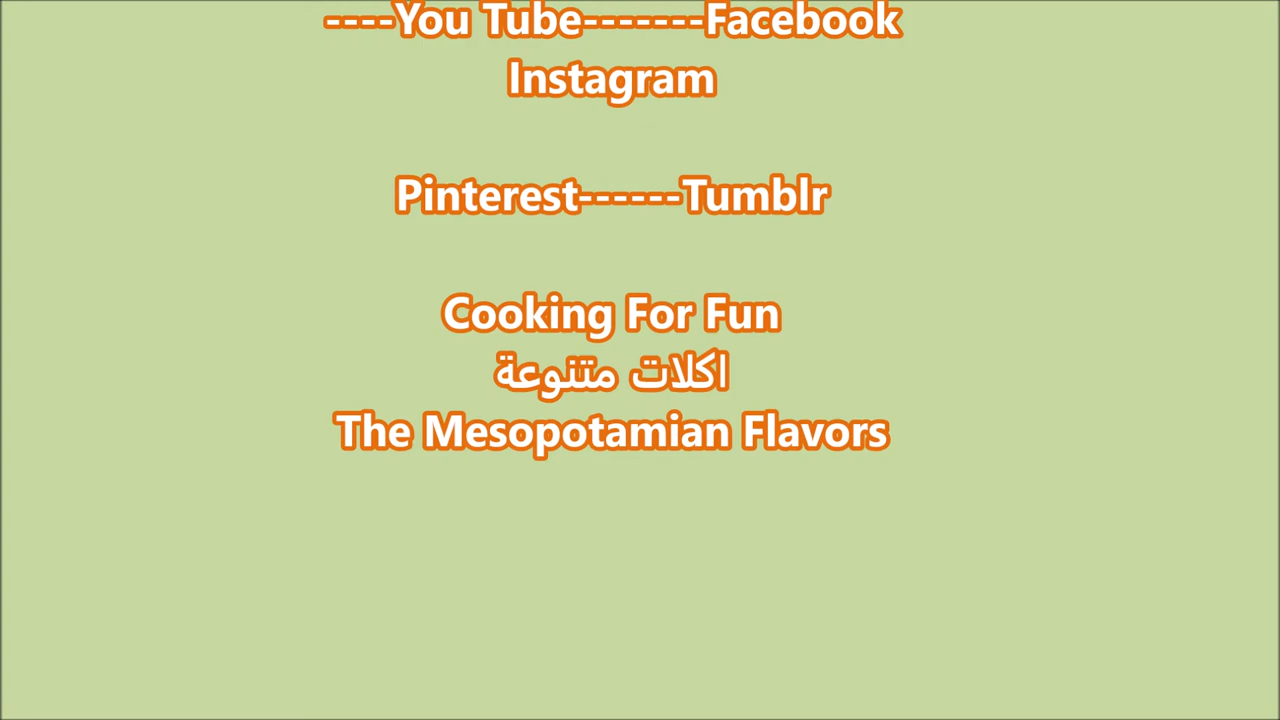 ----You Tube-------Facebook
Instagram
Pinterest------Tumblr
Cooking For Fun
اكلات متنوعة
The Mesopotamian Flavors